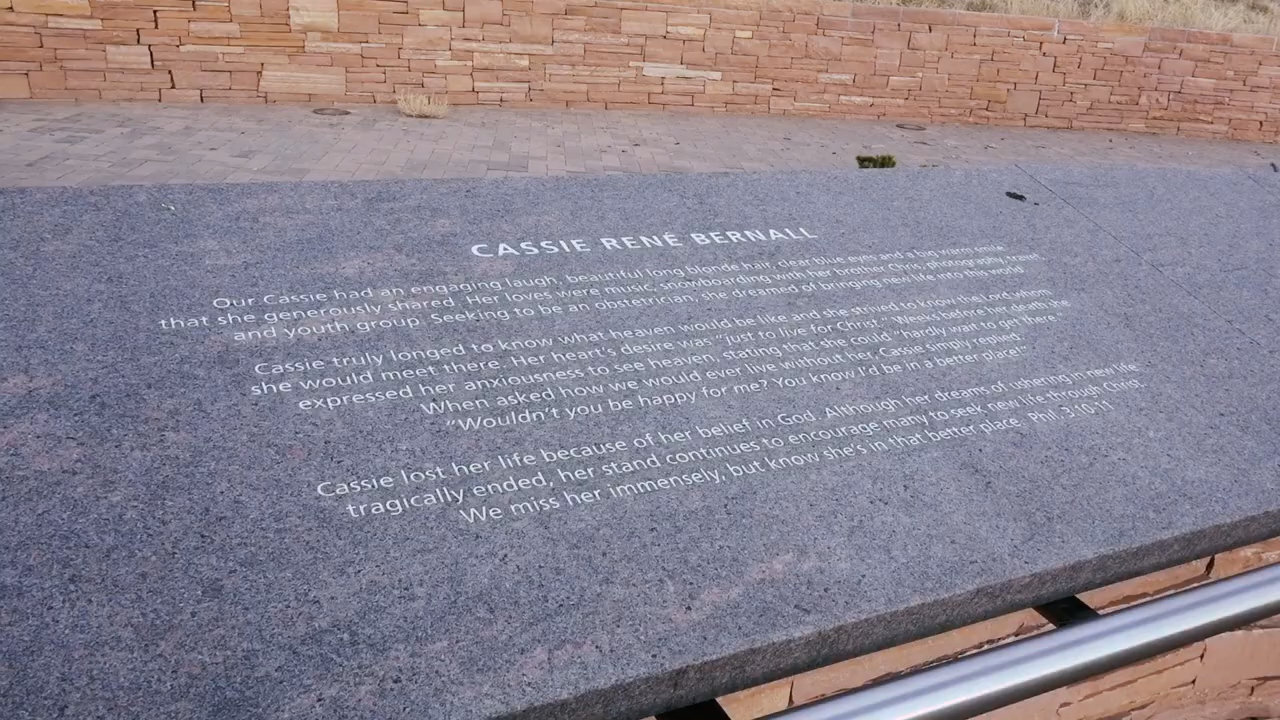 CASSIE RENÉ BERNALL
Our Cassie had an engaging laugh, beautiful long blonde hair, clear blue eyes and a big warm smile
that she generously shared. Her loves were music, snowboarding with her brother Chris, photography, travel
and youth group. Seeking to be an obstetrician, she dreamed of bringing new life into this world.
Cassie truly longed to know what heaven would be like and she strived to know the Lord whom
she would meet there. Her heart's desire was "just to live for Christ." Weeks before her death she
expressed her anxiousness to see heaven, stating that she could "hardly wait to get there."
When asked how we would ever live without her, Cassie simply replied,
"Wouldn't you be happy for me? You know I'd be in a better place!"
Cassie lost her life because of her belief in God. Although her dreams of ushering in new life
tragically ended, her stand continues to encourage many to seek new life through Christ.
We miss her immensely, but know she's in that better place. Phil. 3:10-11